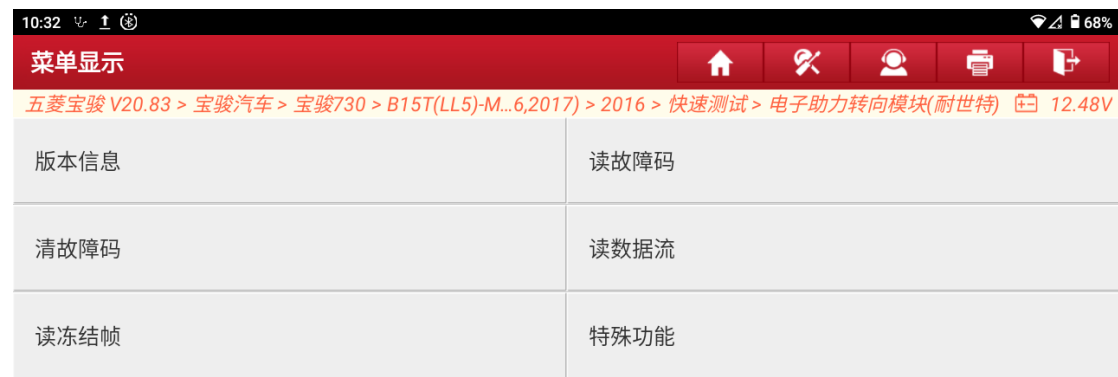 10:32 68%
菜单显示
五菱宝骏 V20.83 > 宝骏汽车 > 宝骏730 > B15T(LL5)-M...6,2017) > 2016 > 快速测试 > 电子助力转向模块(耐世特) 12.48V
版本信息 读故障码
清故障码 读数据流
读冻结帧 特殊功能